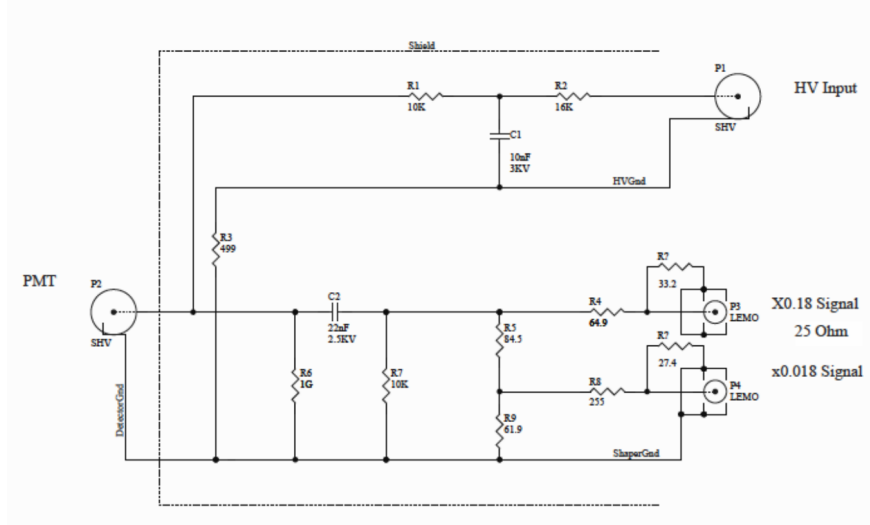 Shield
P1
HV Input
R1
10K
R2
16K
SHV
C1
10nF
3KV
HVGnd
R3
499
R?
33.2
PMT
P2
C2
22nF
2.5KV
R4
64.9
P3
LEMO
X0.18 Signal
25 Ohm
SHV
R5
84.5
R?
27.4
x0.018 Signal
R6
1G
R7
10K
R8
255
P4
LEMO
DetectorGnd
R9
61.9
ShaperGnd